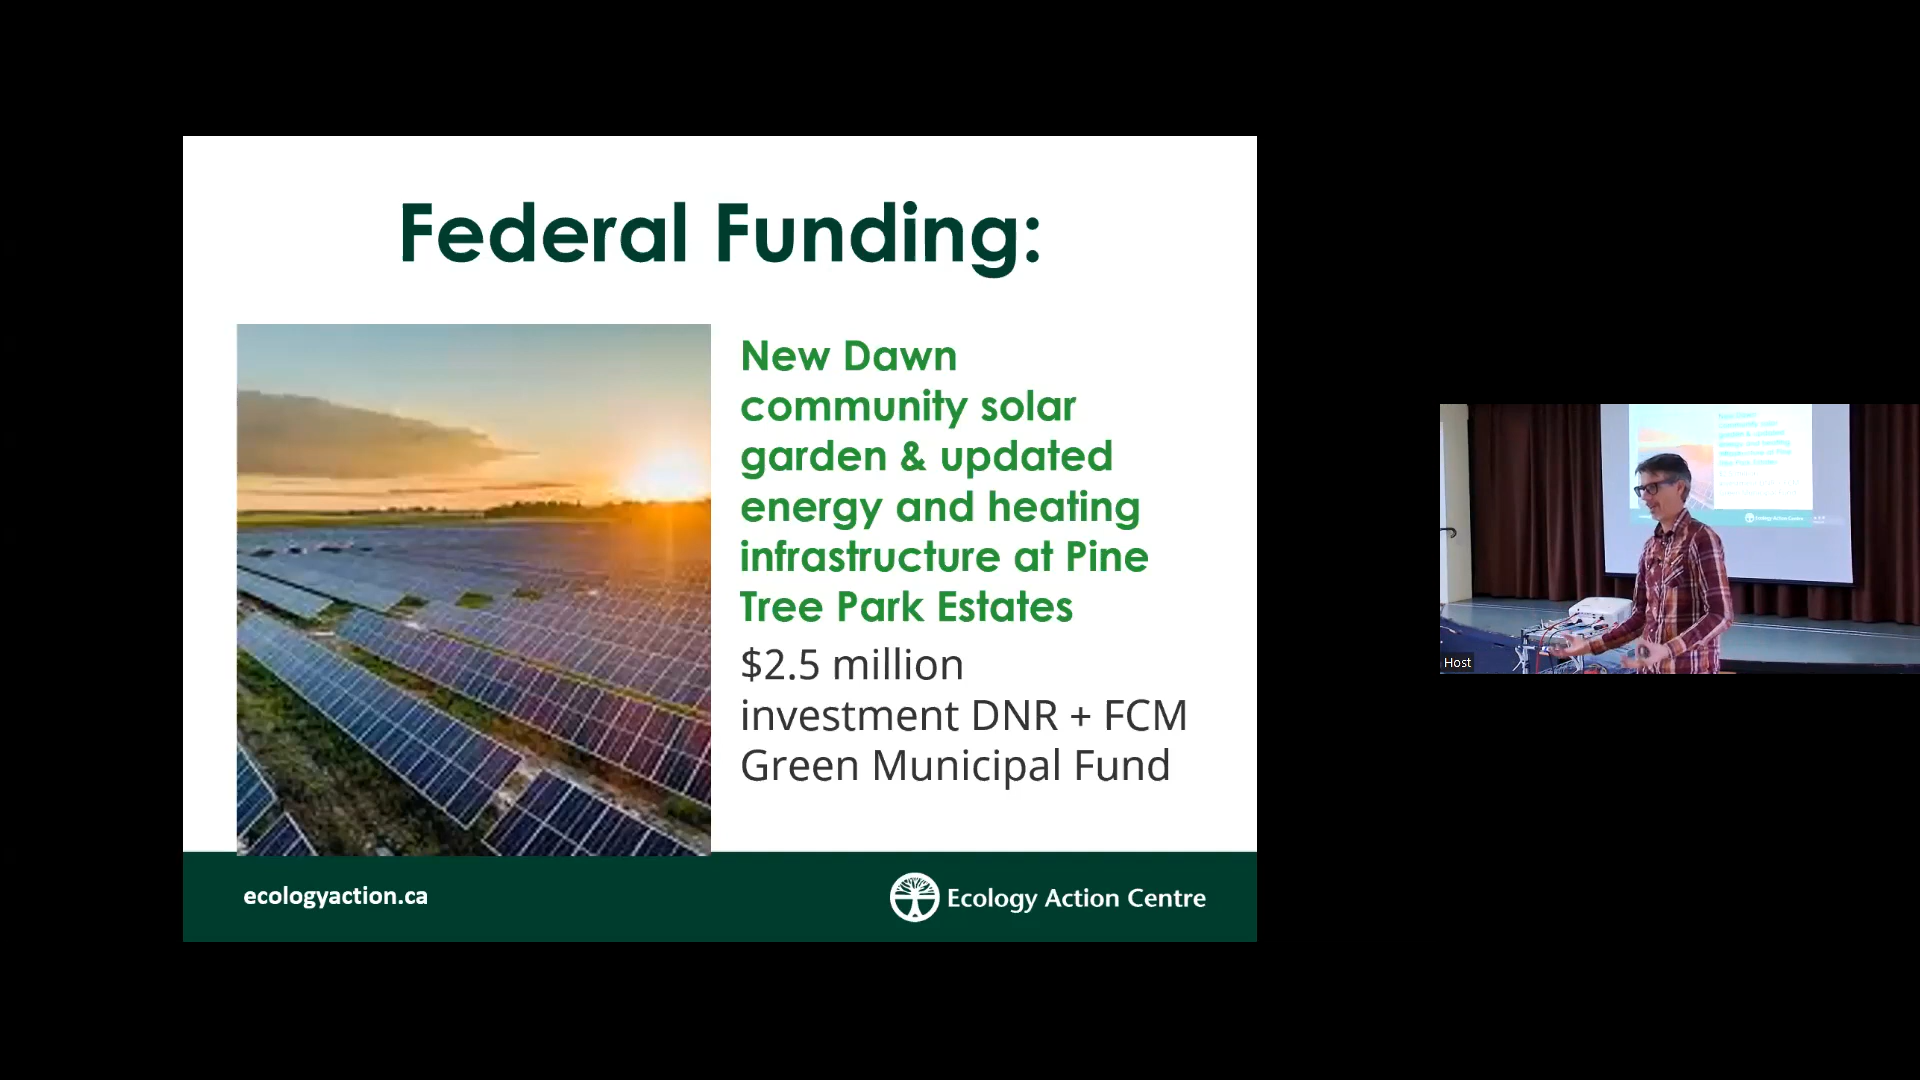 Federal Funding:
New Dawn
community solar
garden & updated
energy and heating
infrastructure at Pine
Tree Park Estates
$2.5 million
investment DNR + FCM
Green Municipal Fund
ecologyaction.ca
Ecology Action Centre
Host